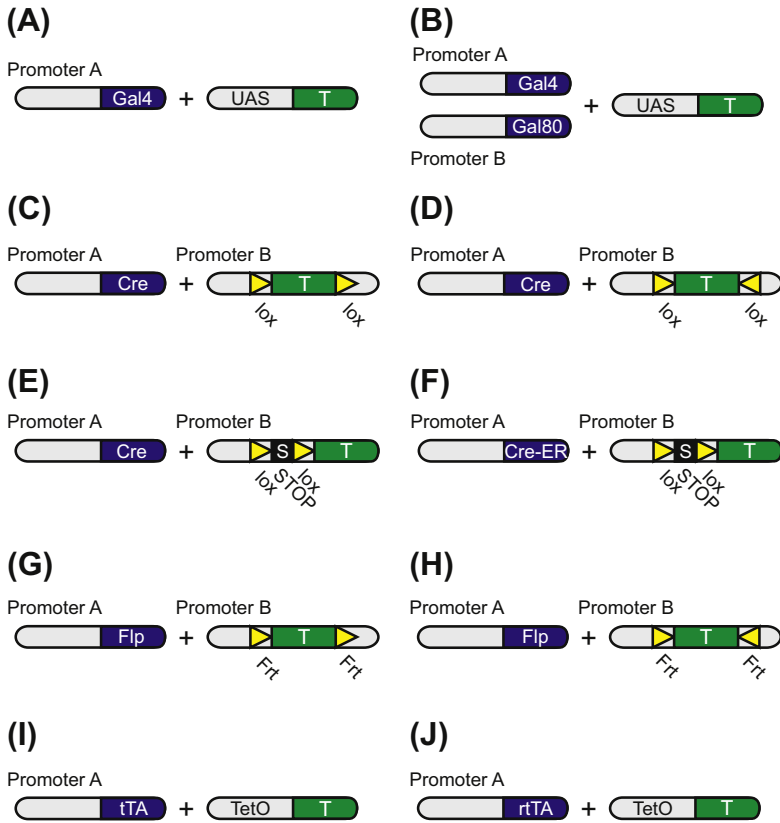 (A)
Promoter A
Gal4 + UAS T
(B)
Promoter A
Gal4
+ UAS T
Gal80
Promoter B
(C)
Promoter A Promoter B
Cre + T
lox lox
(D)
Promoter A Promoter B
Cre + T
lox lox
(E)
Promoter A Promoter B
Cre + S T
lox STOP lox
(F)
Promoter A Promoter B
Cre-ER + S T
lox STOP lox
(G)
Promoter A Promoter B
Flp + T
Frt Frt
(H)
Promoter A Promoter B
Flp + T
Frt Frt
(I)
Promoter A
tTA + TetO T
(J)
Promoter A
rtTA + TetO T